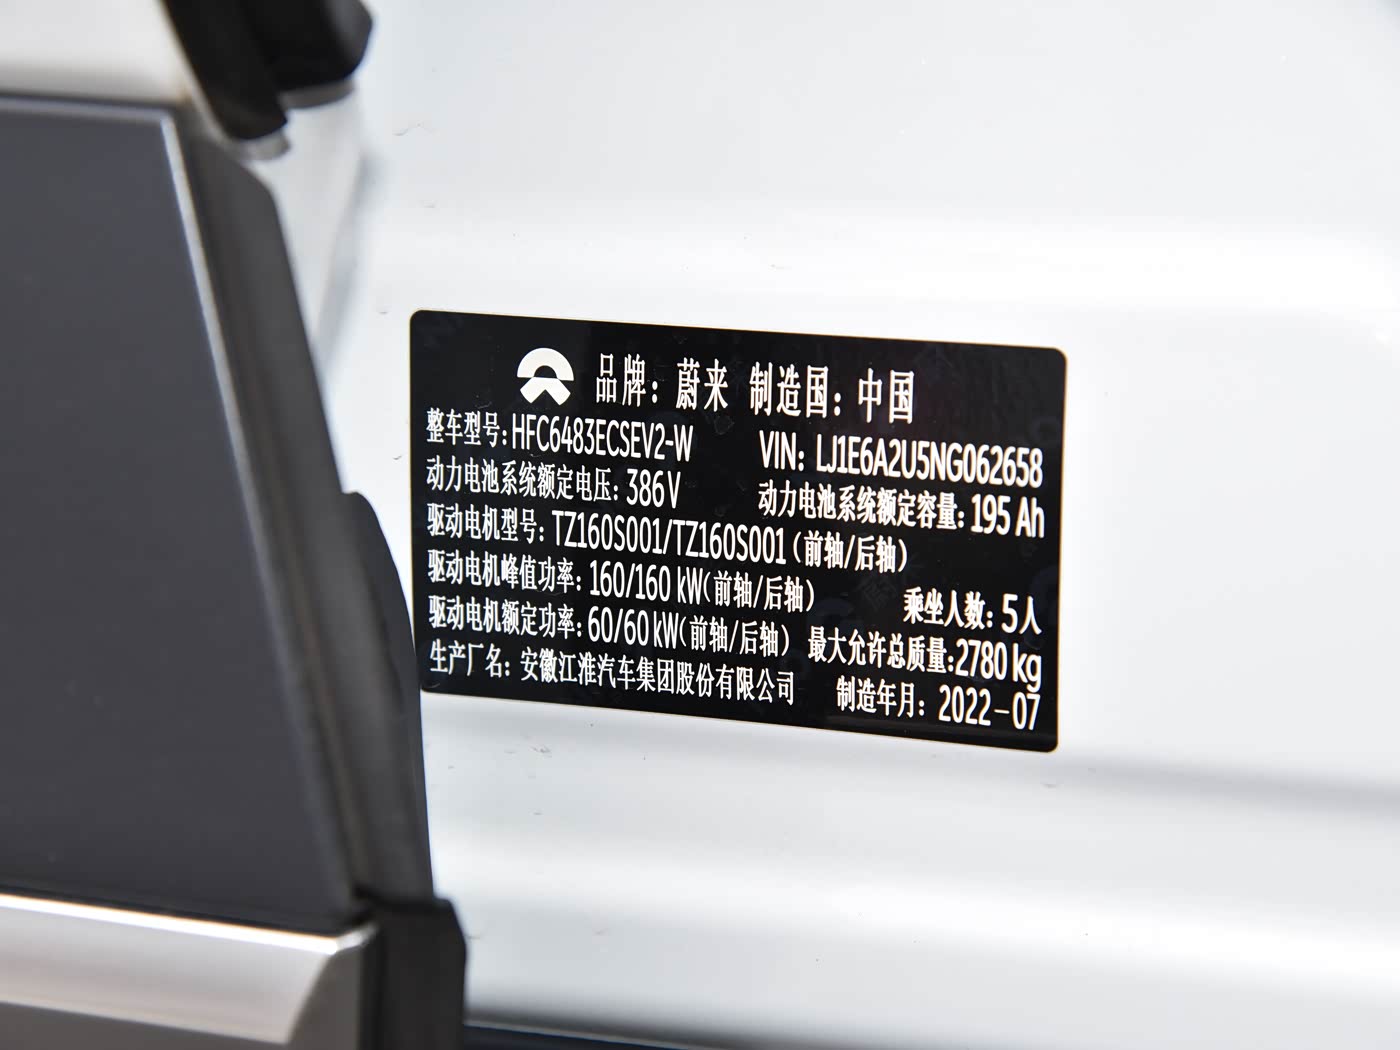 品牌：蔚来 制造国：中国
整车型号：HFC6483ECSEV2-W VIN: LJ1E6A2U5NG062658
动力电池系统额定电压：386V 动力电池系统额定容量：195 Ah
驱动电机型号：TZ160S001/TZ160S001（前轴/后轴）
驱动电机峰值功率：160/160 kW（前轴/后轴） 乘坐人数：5人
驱动电机额定功率：60/60 kW（前轴/后轴） 最大允许总质量：2780 kg
生产厂名：安徽江淮汽车集团股份有限公司 制造年月：2022-07